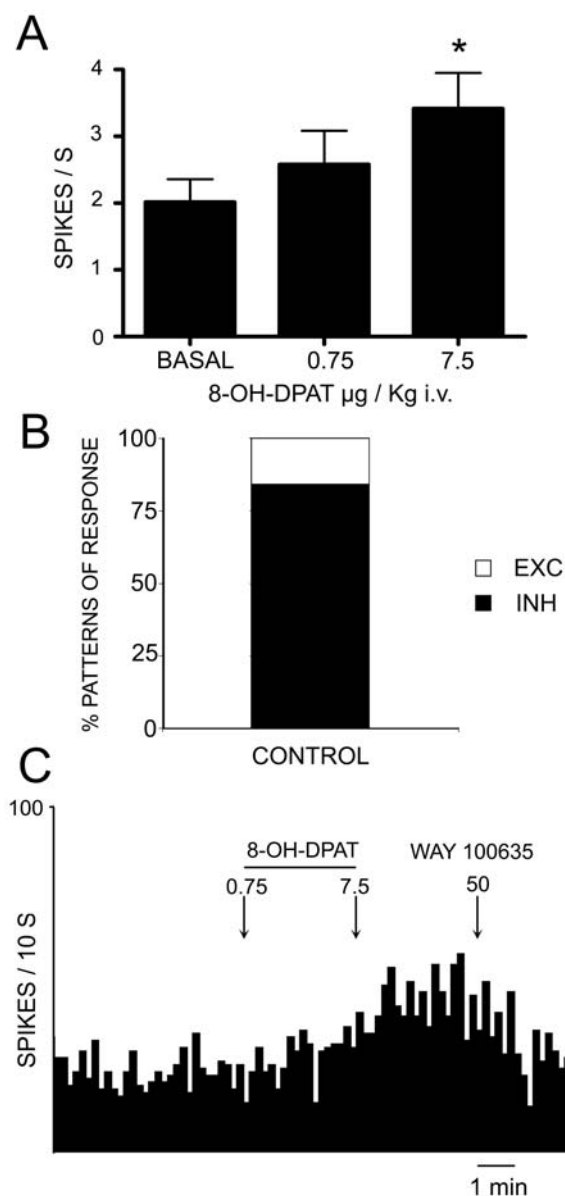 A
*
4
3
2
1
0
SPIKES / S
BASAL 0.75 7.5
8-OH-DPAT µg / Kg i.v.
B
100
75
50
25
0
% PATTERNS OF RESPONSE
EXC
INH
CONTROL
C
100
8-OH-DPAT WAY 100635
0.75 7.5 50
SPIKES / 10 S
1 min